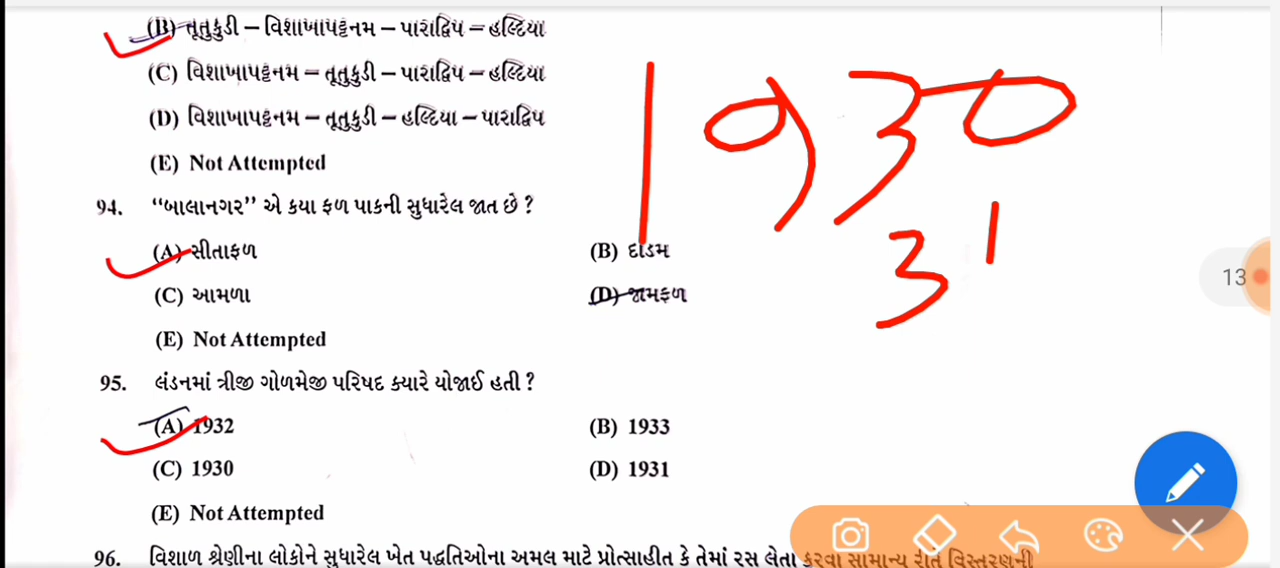 (B) તૂતુકુડી – વિશાખાપટ્ટનમ – પારાદ્વિપ – હલ્દિયા
(C) વિશાખાપટ્ટનમ – તૂતુકુડી – પારાદ્વિપ – હલ્દિયા
(D) વિશાખાપટ્ટનમ – તૂતુકુડી – હલ્દિયા – પારાદ્વિપ
(E) Not Attempted
94. “બાલાનગર” એ કયા ફળ પાકની સુધારેલ જાત છે ?
(A) સીતાફળ (B) દાડમ
(C) આમળા (D) જામફળ
(E) Not Attempted
95. લંડનમાં ત્રીજી ગોળમેજી પરિષદ ક્યારે યોજાઈ હતી ?
(A) 1932 (B) 1933
(C) 1930 (D) 1931
(E) Not Attempted
96. વિશાળ શ્રેણીના લોકોને સુધારેલ ખેત પદ્ધતિઓના અમલ માટે પ્રોત્સાહીત કે તેમાં રસ લેતા કરવા સામાન્ય રીતે વિસ્તરણની
1930
31
13